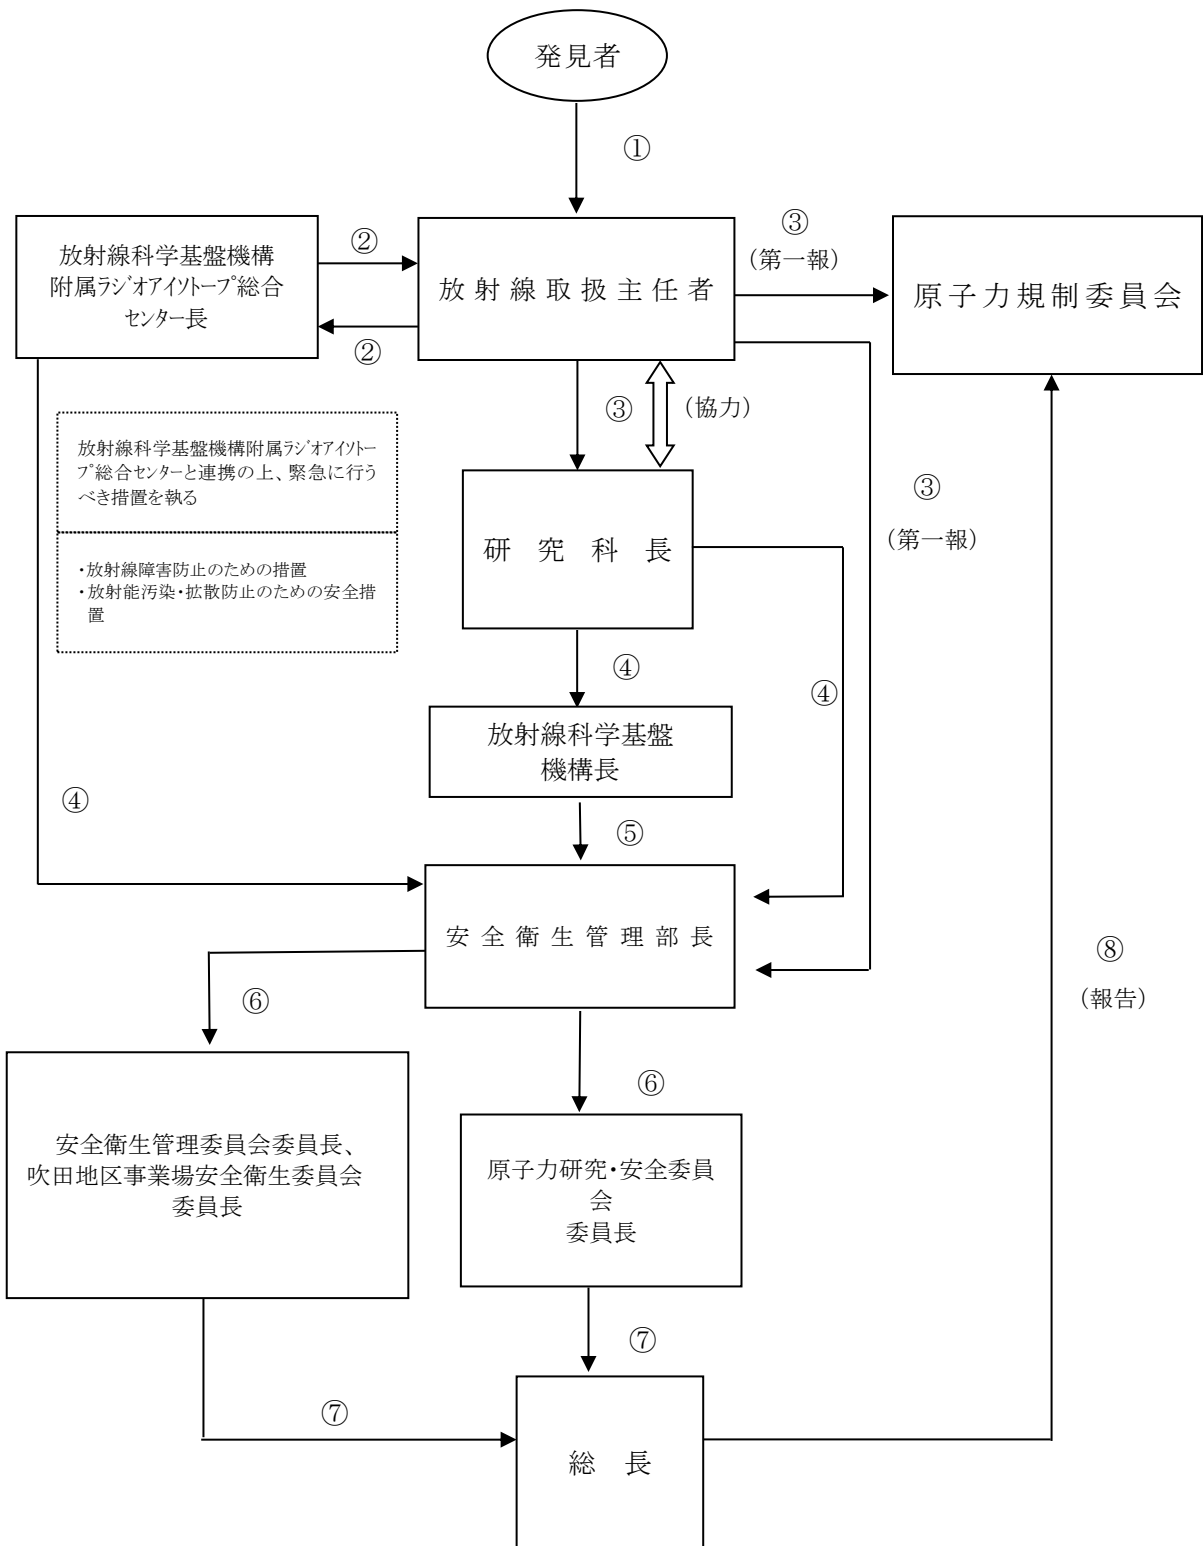 発見者
①
放射線科学基盤機構
附属ラジオアイソトープ総合
センター長
②
②
放射線取扱主任者
③
（第一報）
原子力規制委員会
③
（協力）
放射線科学基盤機構附属ラジオアイソトー
プ総合センターと連携の上、緊急に行う
べき措置を執る
・放射線障害防止のための措置
・放射能汚染・拡散防止のための安全措
置
研究科長
③
（第一報）
④
④
放射線科学基盤
機構長
④
⑤
安全衛生管理部長
⑧
（報告）
⑥
⑥
安全衛生管理委員会委員長、
吹田地区事業場安全衛生委員会
委員長
原子力研究・安全委員
会
委員長
⑦
⑦
総長